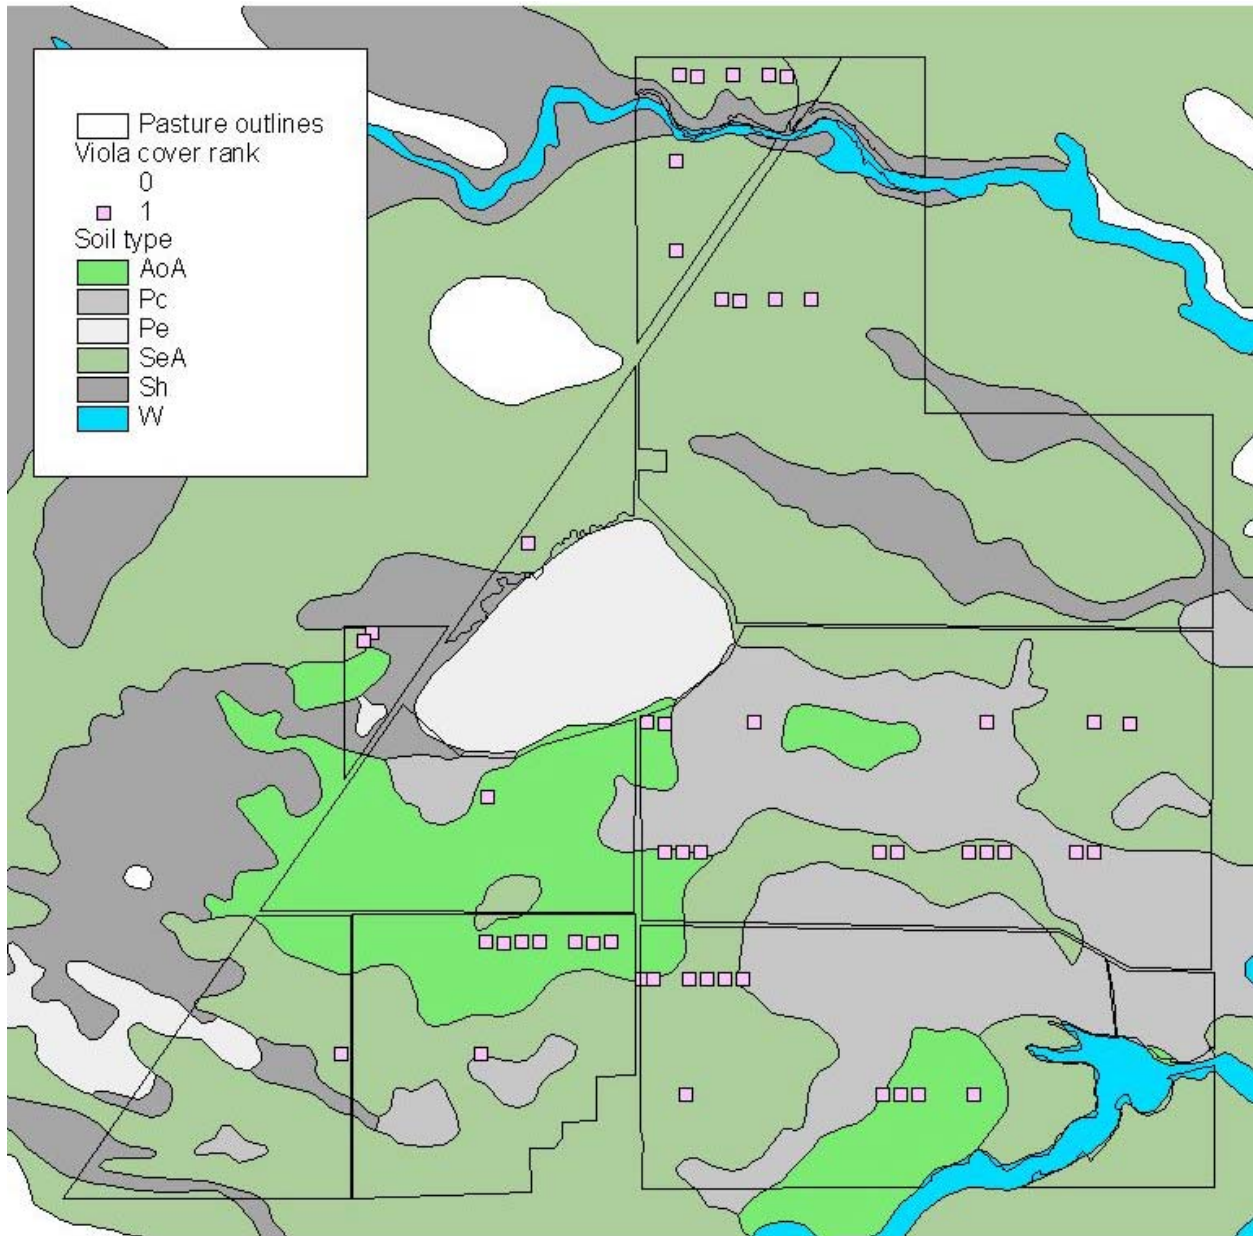 Pasture outlines
Viola cover rank
0
1
Soil type
AoA
Pc
Pe
SeA
Sh
W